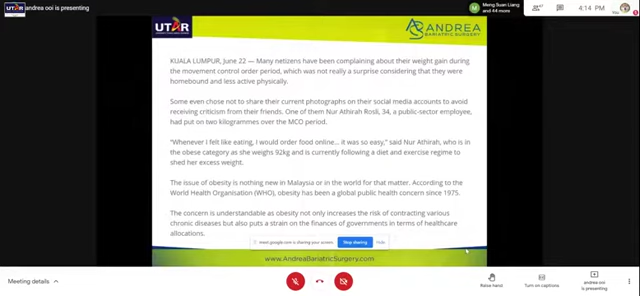 andrea ooi is presenting
Meng Suan Liang
and 44 more
+47
4:14 PM
You
UTAR
ANDREA
BARIATRIC SURGERY
KUALA LUMPUR, June 22 — Many netizens have been complaining about their weight gain during
the movement control order period, which was not really a surprise considering that they were
homebound and less active physically.
Some even chose not to share their current photographs on their social media accounts to avoid
receiving criticism from others. One of them Nur Athirah Rosli, 34, a public-sector employee,
had put on two kilogrammes over the MCO period.
"Whenever I felt like eating, I would order food online... it was so easy," said Nur Athirah, who is in
the obese category as she weighs 92kg and is currently following a diet and exercise regime to
shed her excess weight.
The issue of obesity is nothing new in Malaysia or in the world for that matter. According to the
World Health Organisation (WHO), obesity has been a global public health concern since 1975.
The concern is understandable as obesity not only increases the risk of contracting various
chronic diseases but also puts a strain on the finances of governments in terms of healthcare
allocations.
meet.google.com is sharing your screen.
Stop sharing
Hide
www.AndreaBariatricSurgery.com
Meeting details
Raise hand
Turn on captions
andrea ooi
is presenting